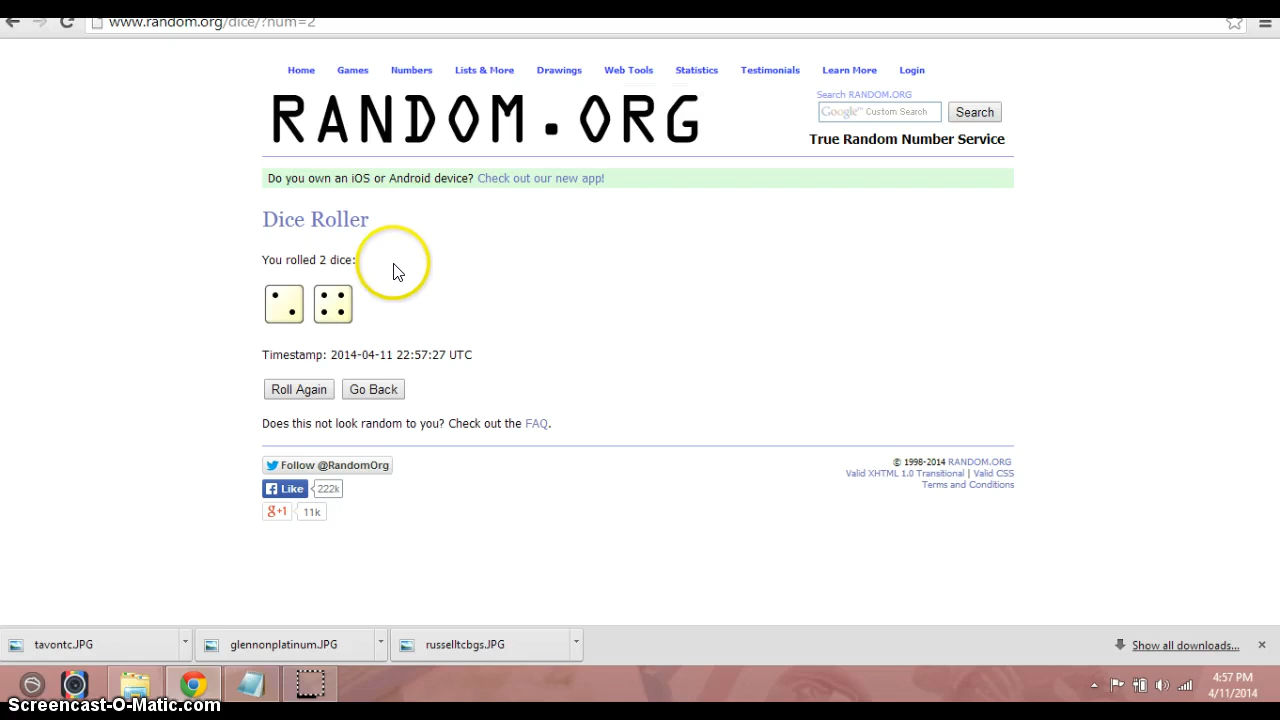 www.random.org/dice/?num=2
Home Games Numbers Lists & More Drawings Web Tools Statistics Testimonials Learn More Login
RANDOM.ORG
Search RANDOM.ORG
Google™ Custom Search Search
True Random Number Service
Do you own an iOS or Android device? Check out our new app!
Dice Roller
You rolled 2 dice:
Timestamp: 2014-04-11 22:57:27 UTC
Roll Again Go Back
Does this not look random to you? Check out the FAQ.
Follow @RandomOrg
Like 222k
g+1 11k
© 1998-2014 RANDOM.ORG
Valid XHTML 1.0 Transitional | Valid CSS
Terms and Conditions
tavontc.JPG glennonplatinum.JPG russelltcbgs.JPG Show all downloads...
4:57 PM
4/11/2014
Screencast-O-Matic.com